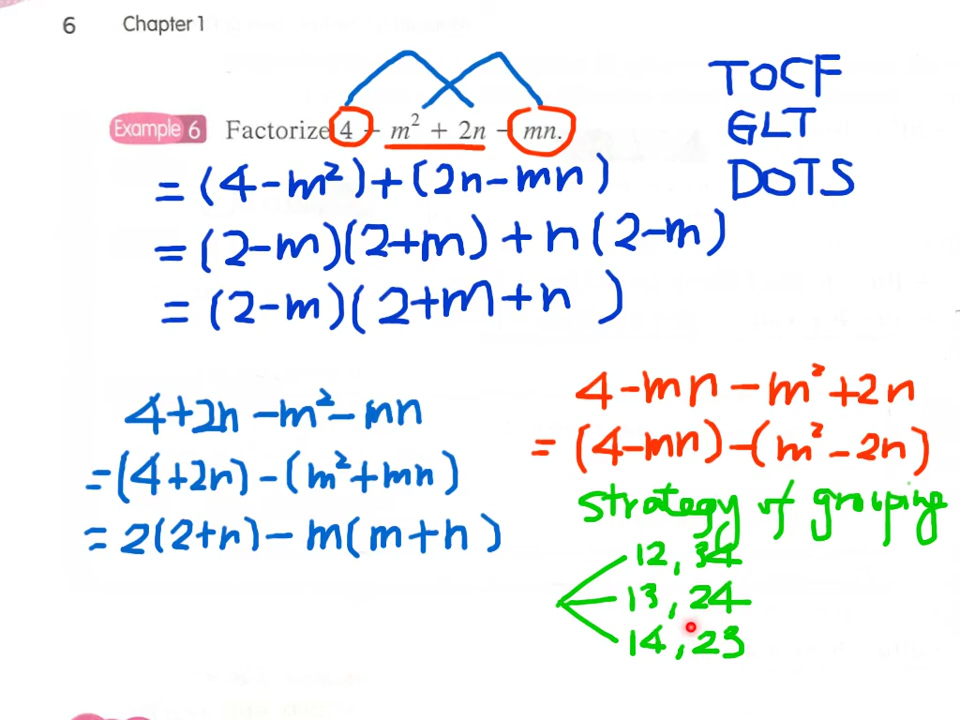 6 Chapter 1
TOCF
GLT
DOTS
Example 6 Factorize 4 − m² + 2n − mn.
= (4 − m²) + (2n − mn)
= (2 − m)(2 + m) + n(2 − m)
= (2 − m)(2 + m + n )
4 + 2n − m² − mn
= (4 + 2n) − (m² + mn)
= 2(2 + n) − m(m + n)
4 − mn − m² + 2n
= (4 − mn) − (m² − 2n)
strategy of grouping
12, 34
13, 24
14, 23